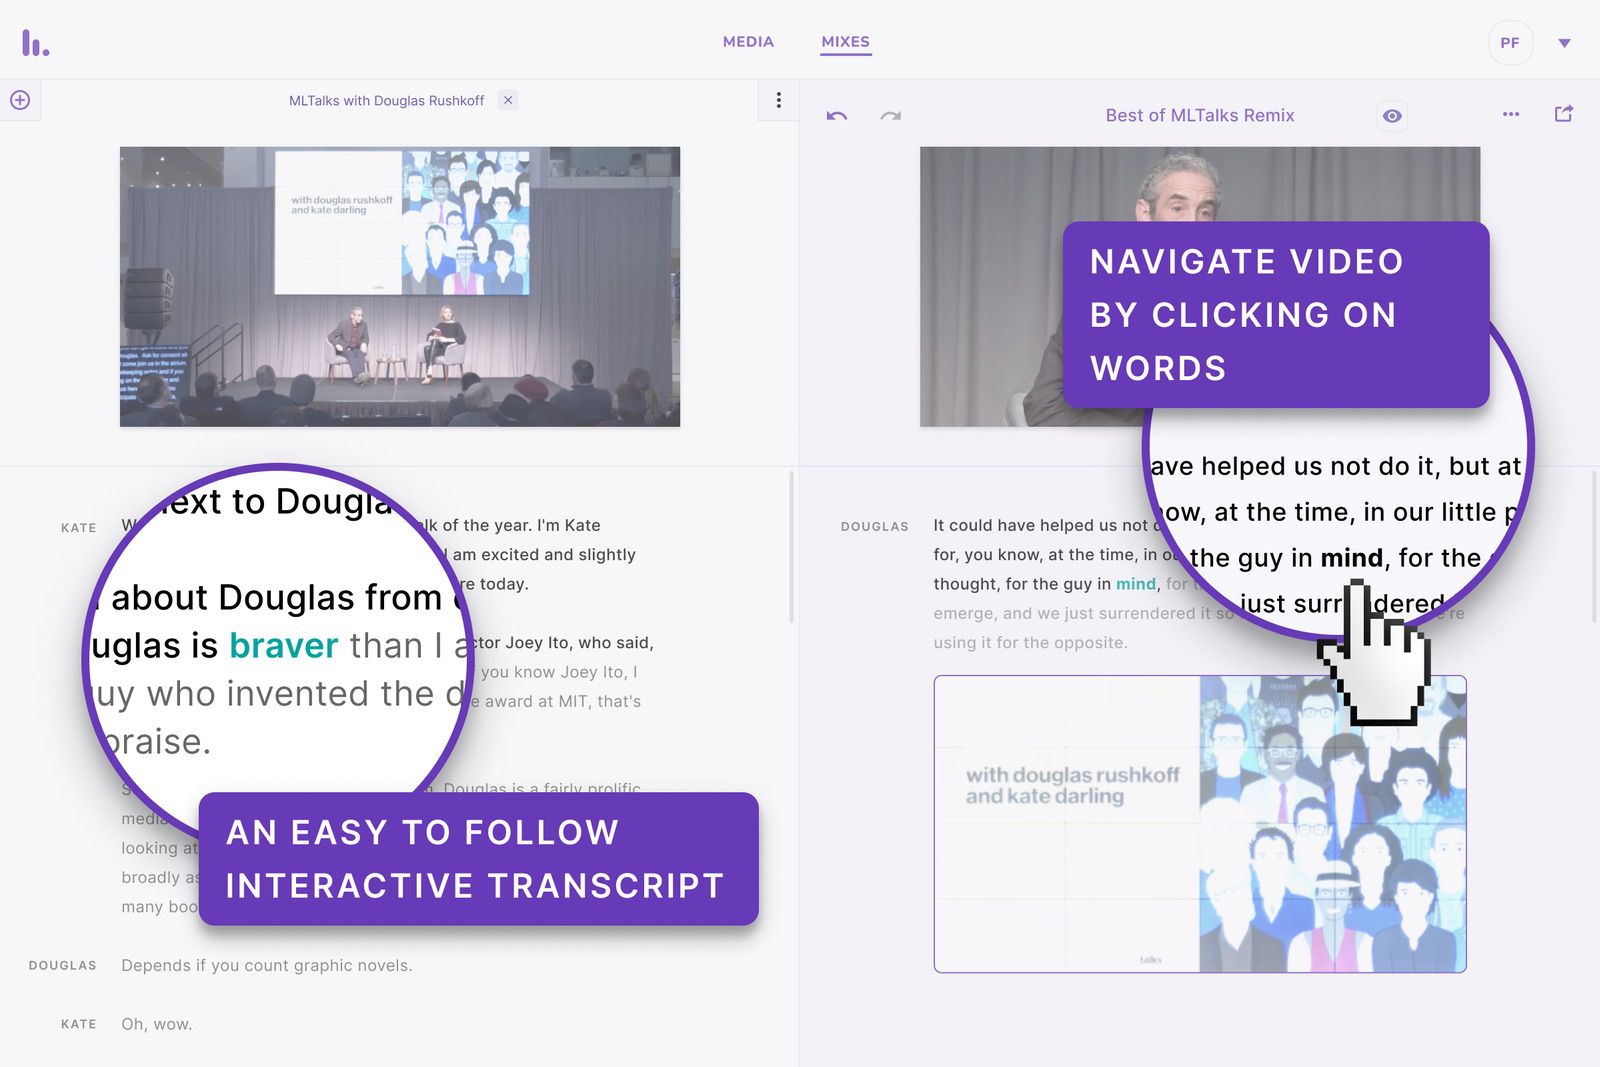 MEDIA
MIXES
PF
MLTalks with Douglas Rushkoff
Best of MLTalks Remix
with douglas rushkoff
and kate darling
talks
NAVIGATE VIDEO
BY CLICKING ON
WORDS
ext to Dougla
KATE
lk of the year. I'm Kate
I am excited and slightly
re today.
about Douglas from
uglas is braver than I a
uy who invented the d
praise.
ctor Joey Ito, who said,
you know Joey Ito, I
e award at MIT, that's
Douglas is a fairly prolific
media
looking at
broadly as
many boo
AN EASY TO FOLLOW
INTERACTIVE TRANSCRIPT
DOUGLAS
Depends if you count graphic novels.
KATE
Oh, wow.
ave helped us not do it, but at
ow, at the time, in our little p
the guy in mind, for the
just surrendered
DOUGLAS
It could have helped us not d
for, you know, at the time, in ou
thought, for the guy in mind, for
emerge, and we just surrendered it so
using it for the opposite.
with douglas rushkoff
and kate darling
talks